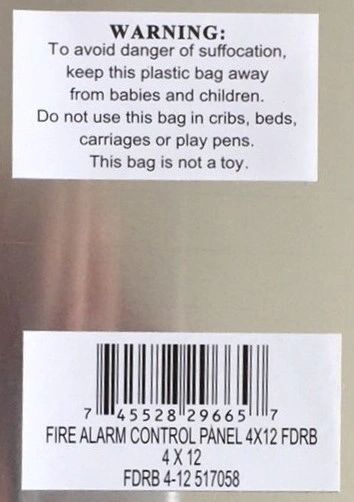 WARNING:
To avoid danger of suffocation,
keep this plastic bag away
from babies and children.
Do not use this bag in cribs, beds,
carriages or play pens.
This bag is not a toy.
7 45528 29665 7
FIRE ALARM CONTROL PANEL 4X12 FDRB
4 X 12
FDRB 4-12 517058